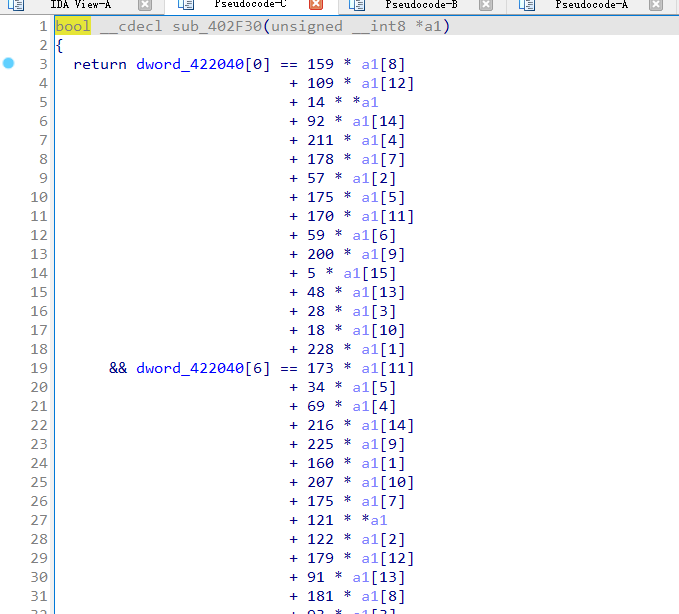 IDA View-A Pseudocode-C Pseudocode-B Pseudocode-A
1 bool __cdecl sub_402F30(unsigned __int8 *a1)
2 {
3 return dword_422040[0] == 159 * a1[8]
4 + 109 * a1[12]
5 + 14 * *a1
6 + 92 * a1[14]
7 + 211 * a1[4]
8 + 178 * a1[7]
9 + 57 * a1[2]
10 + 175 * a1[5]
11 + 170 * a1[11]
12 + 59 * a1[6]
13 + 200 * a1[9]
14 + 5 * a1[15]
15 + 48 * a1[13]
16 + 28 * a1[3]
17 + 18 * a1[10]
18 + 228 * a1[1]
19 && dword_422040[6] == 173 * a1[11]
20 + 34 * a1[5]
21 + 69 * a1[4]
22 + 216 * a1[14]
23 + 225 * a1[9]
24 + 160 * a1[1]
25 + 207 * a1[10]
26 + 175 * a1[7]
27 + 121 * *a1
28 + 122 * a1[2]
29 + 179 * a1[12]
30 + 91 * a1[13]
31 + 181 * a1[8]